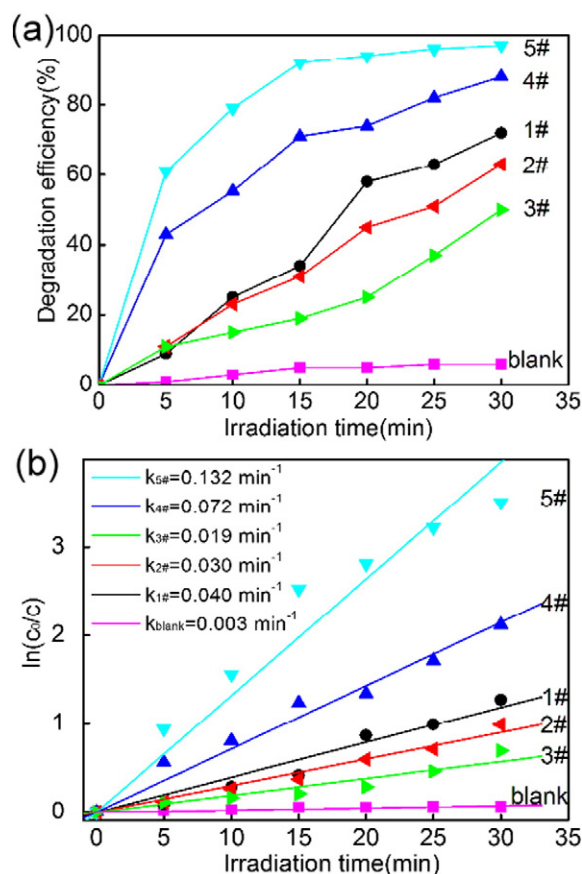 (a)
Degradation efficiency(%)
100
80
60
40
20
0
5#
4#
1#
2#
3#
blank
0 5 10 15 20 25 30 35
Irradiation time(min)
(b)
ln(c₀/c)
3
2
1
0
k5#=0.132 min⁻¹
k4#=0.072 min⁻¹
k3#=0.019 min⁻¹
k2#=0.030 min⁻¹
k1#=0.040 min⁻¹
kblank=0.003 min⁻¹
5#
4#
1#
2#
3#
blank
0 5 10 15 20 25 30 35
Irradiation time(min)